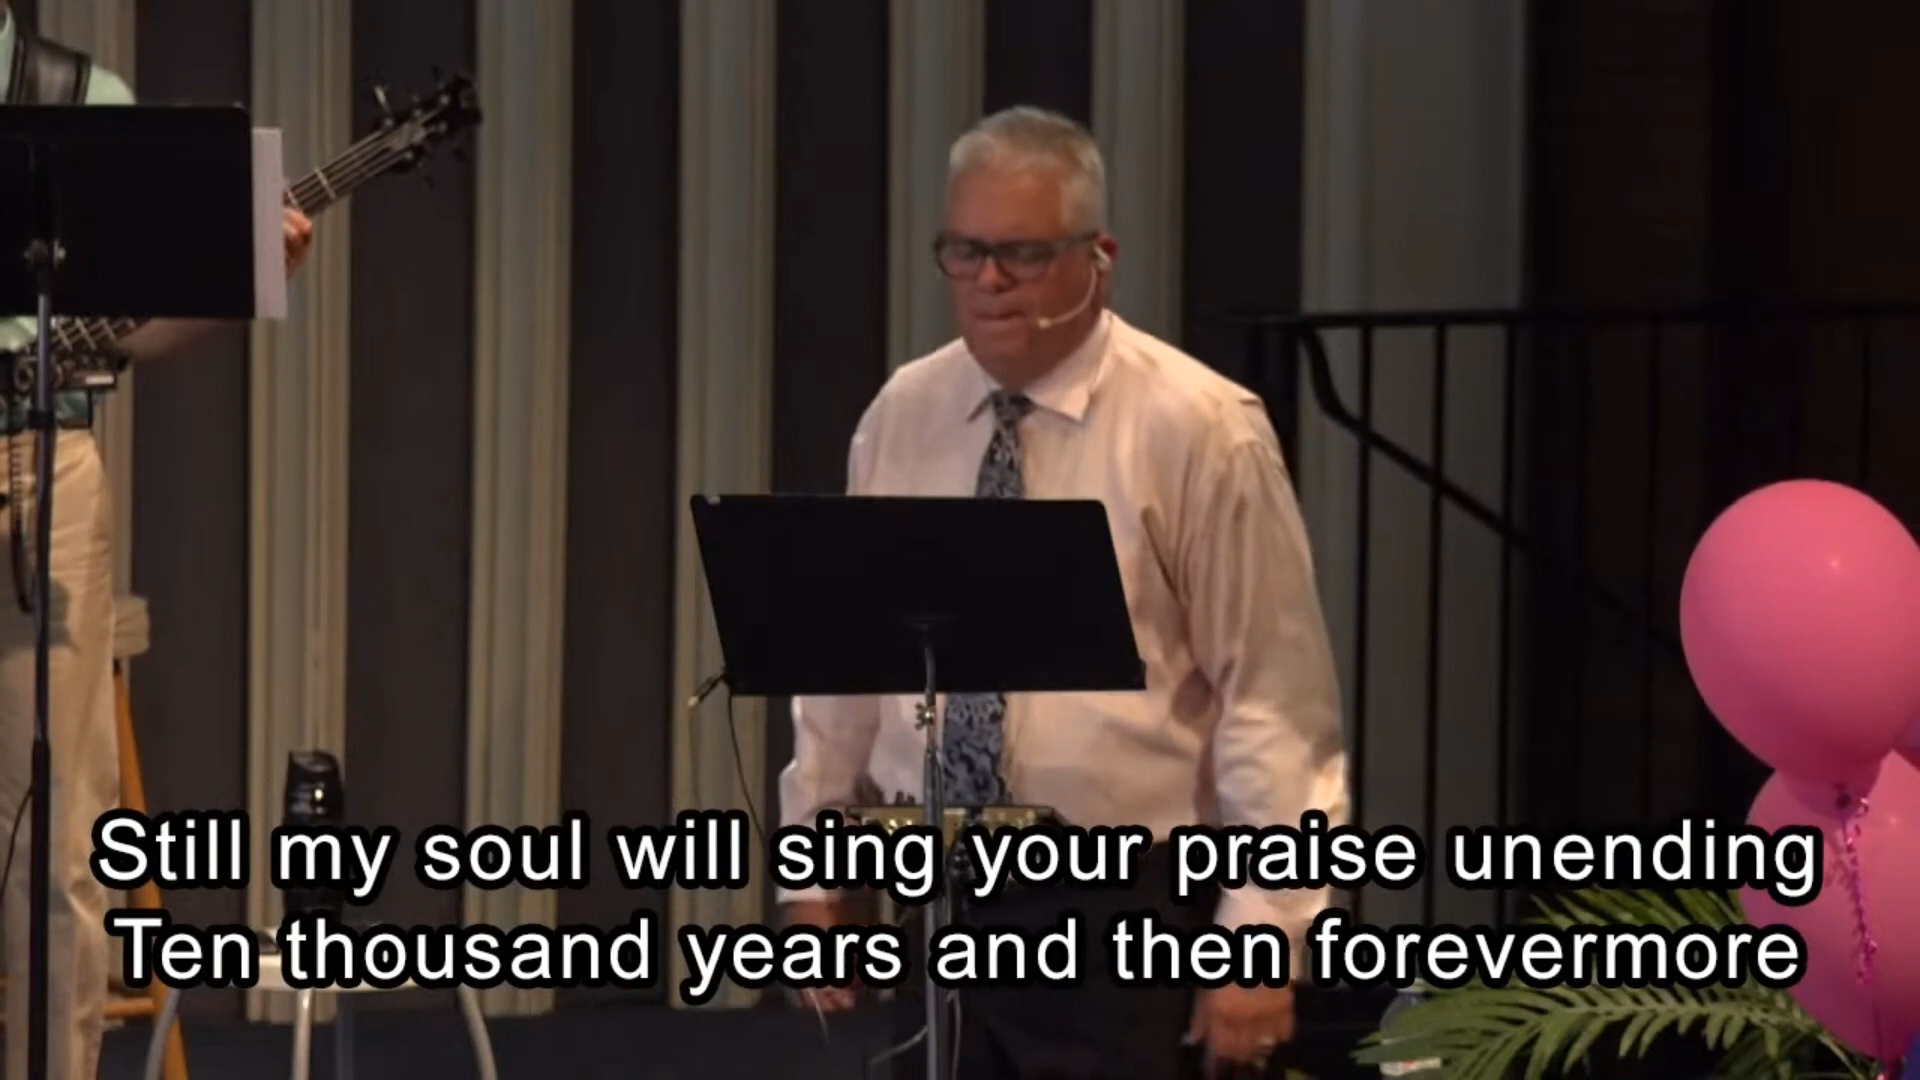 Still my soul will sing your praise unending
Ten thousand years and then forevermore